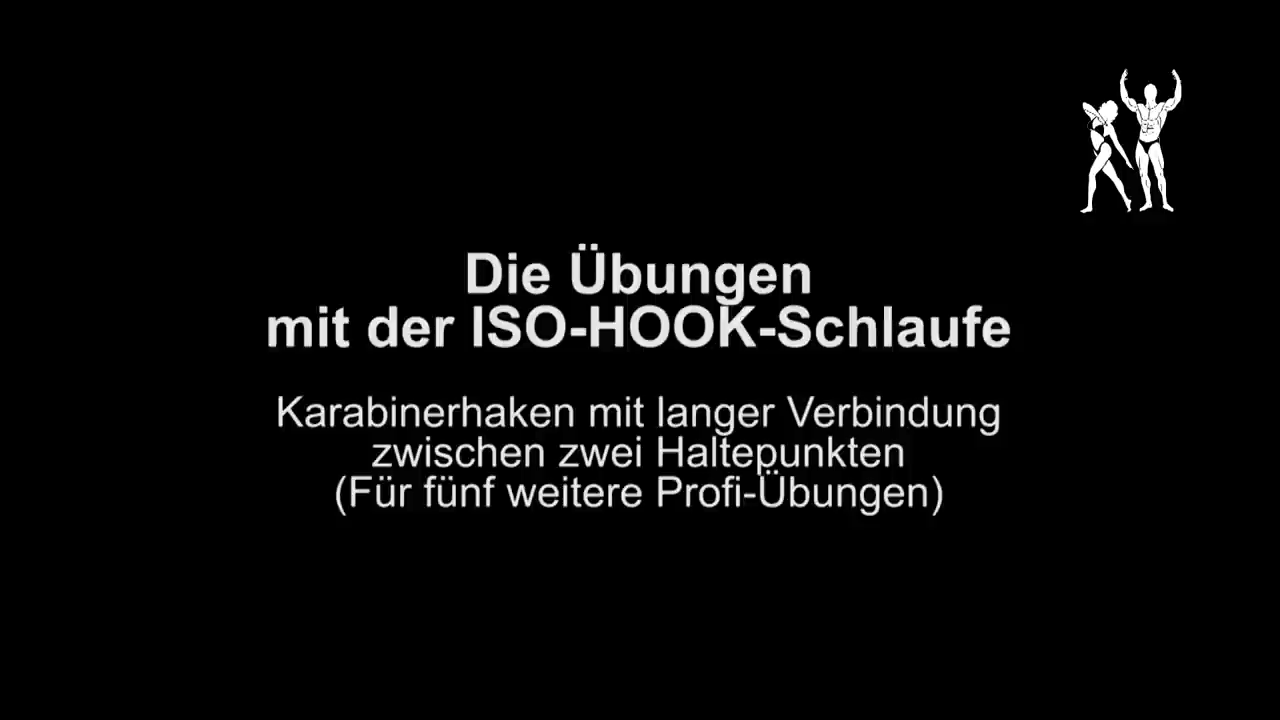 Die Übungen
mit der ISO-HOOK-Schlaufe
Karabinerhaken mit langer Verbindung
zwischen zwei Haltepunkten
(Für fünf weitere Profi-Übungen)